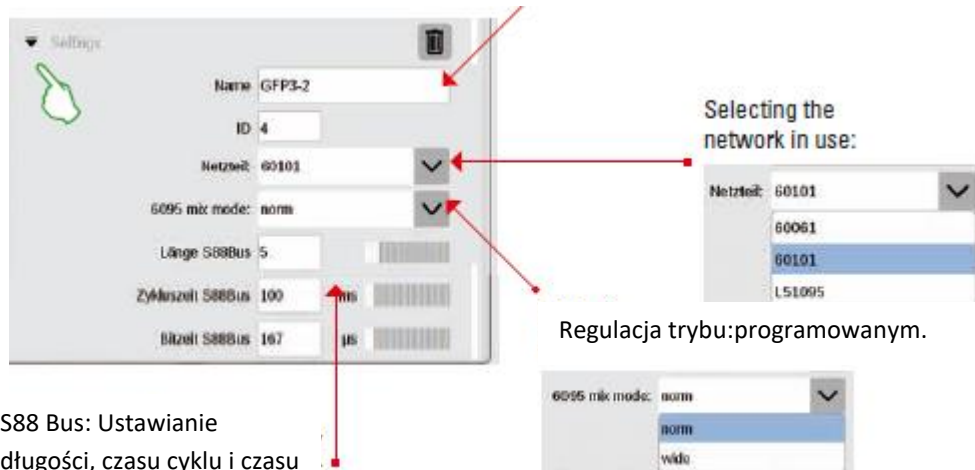 Settings
Name GFP3-2
ID 4
Netzteil: 60101
6095 mix mode: norm
Länge S88Bus 5
Zykluszeit S88Bus 100 ms
Bitzeit S88Bus 167 µs
Selecting the
network in use:
Netzteil: 60101
60061
60101
L51095
Regulacja trybu:programowanym.
6095 mix mode: norm
norm
wide
S88 Bus: Ustawianie
długości, czasu cyklu i czasu